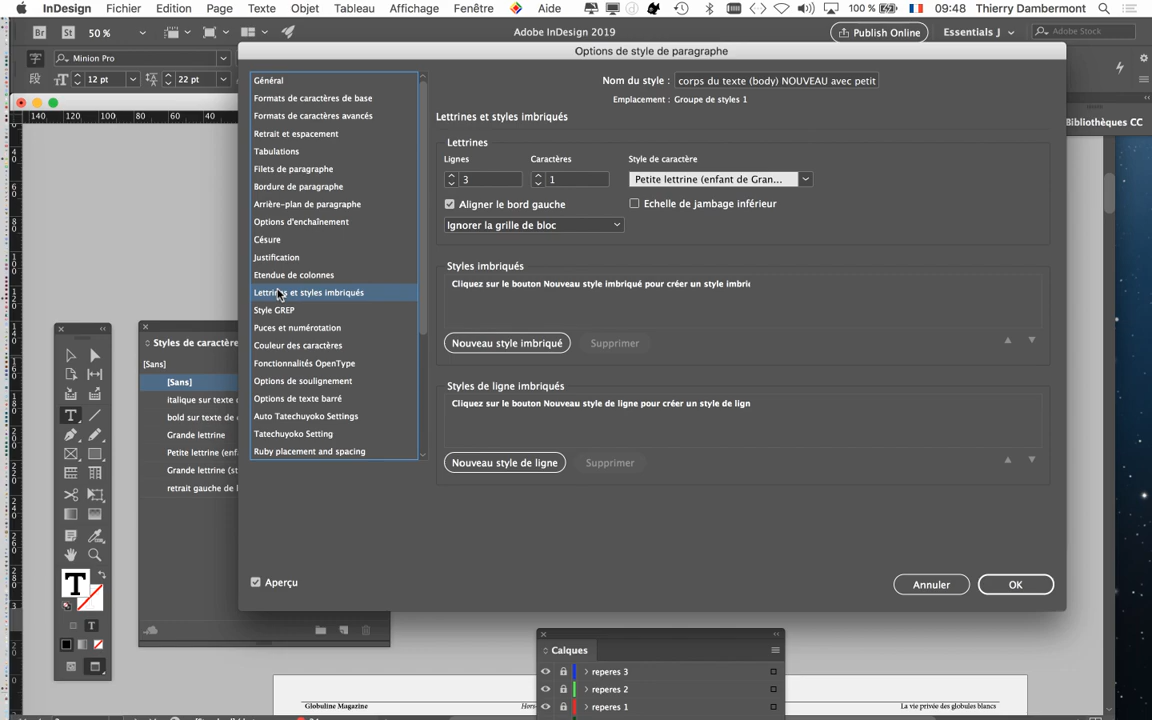 InDesign Fichier Edition Page Texte Objet Tableau Affichage Fenêtre Aide 100 % 09:48 Thierry Dambermont
Br St 50 % Adobe InDesign 2019 Publish Online Essentials J Adobe Stock
Minion Pro
12 pt 22 pt
Bibliothèques CC
140 120 100 80 60 40
Options de style de paragraphe
Général
Formats de caractères de base
Formats de caractères avancés
Retrait et espacement
Tabulations
Filets de paragraphe
Bordure de paragraphe
Arrière-plan de paragraphe
Options d'enchaînement
Césure
Justification
Etendue de colonnes
Lettrines et styles imbriqués
Style GREP
Puces et numérotation
Couleur des caractères
Fonctionnalités OpenType
Options de soulignement
Options de texte barré
Auto Tatechuyoko Settings
Tatechuyoko Setting
Ruby placement and spacing
Nom du style : corps du texte (body) NOUVEAU avec petit
Emplacement : Groupe de styles 1
Lettrines et styles imbriqués
Lettrines
Lignes Caractères Style de caractère
3 1 Petite lettrine (enfant de Gran...
Aligner le bord gauche Echelle de jambage inférieur
Ignorer la grille de bloc
Styles imbriqués
Cliquez sur le bouton Nouveau style imbriqué pour créer un style imbri
Nouveau style imbriqué Supprimer
Styles de ligne imbriqués
Cliquez sur le bouton Nouveau style de ligne pour créer un style de lign
Nouveau style de ligne Supprimer
Aperçu
Annuler OK
Styles de caractère
[Sans]
[Sans]
italique sur texte
bold sur texte de
Grande lettrine
Petite lettrine (enf
Grande lettrine (st
retrait gauche de l
Calques
reperes 3
reperes 2
reperes 1
Globuline Magazine La vie privée des globules blancs